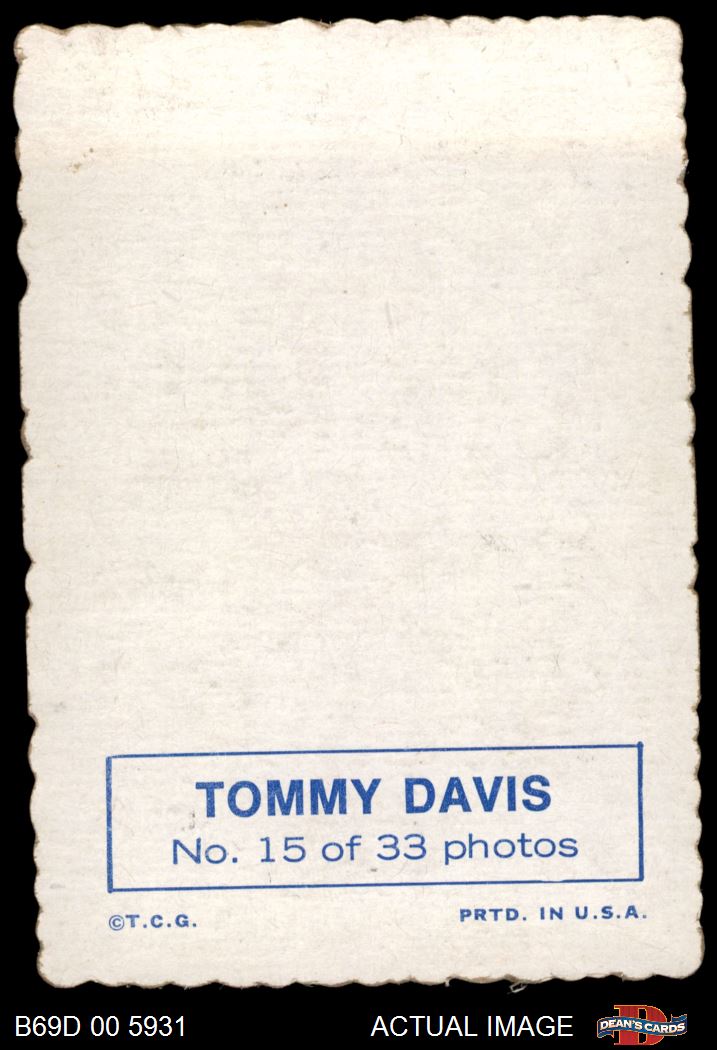 TOMMY DAVIS
No. 15 of 33 photos
©T.C.G.
PRTD. IN U.S.A.
B69D 00 5931
ACTUAL IMAGE
D
DEAN'S CARDS